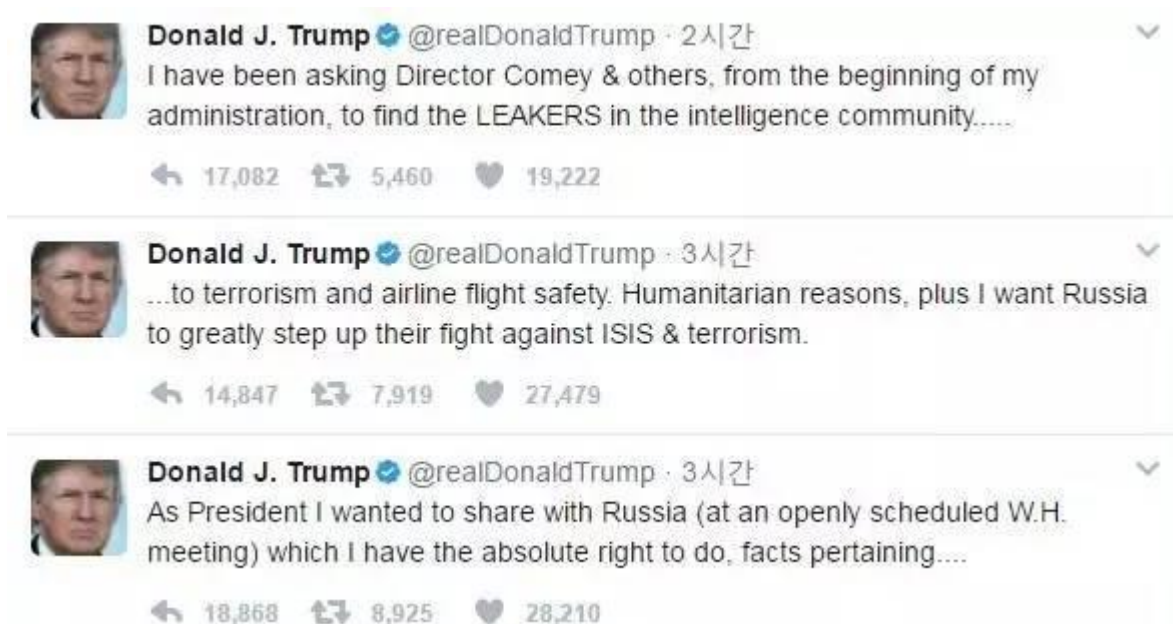 Donald J. Trump @realDonaldTrump · 2시간
I have been asking Director Comey & others, from the beginning of my
administration, to find the LEAKERS in the intelligence community.....
17,082 5,460 19,222
Donald J. Trump @realDonaldTrump · 3시간
...to terrorism and airline flight safety. Humanitarian reasons, plus I want Russia
to greatly step up their fight against ISIS & terrorism.
14,847 7,919 27,479
Donald J. Trump @realDonaldTrump · 3시간
As President I wanted to share with Russia (at an openly scheduled W.H.
meeting) which I have the absolute right to do, facts pertaining....
18,868 8,925 28,210